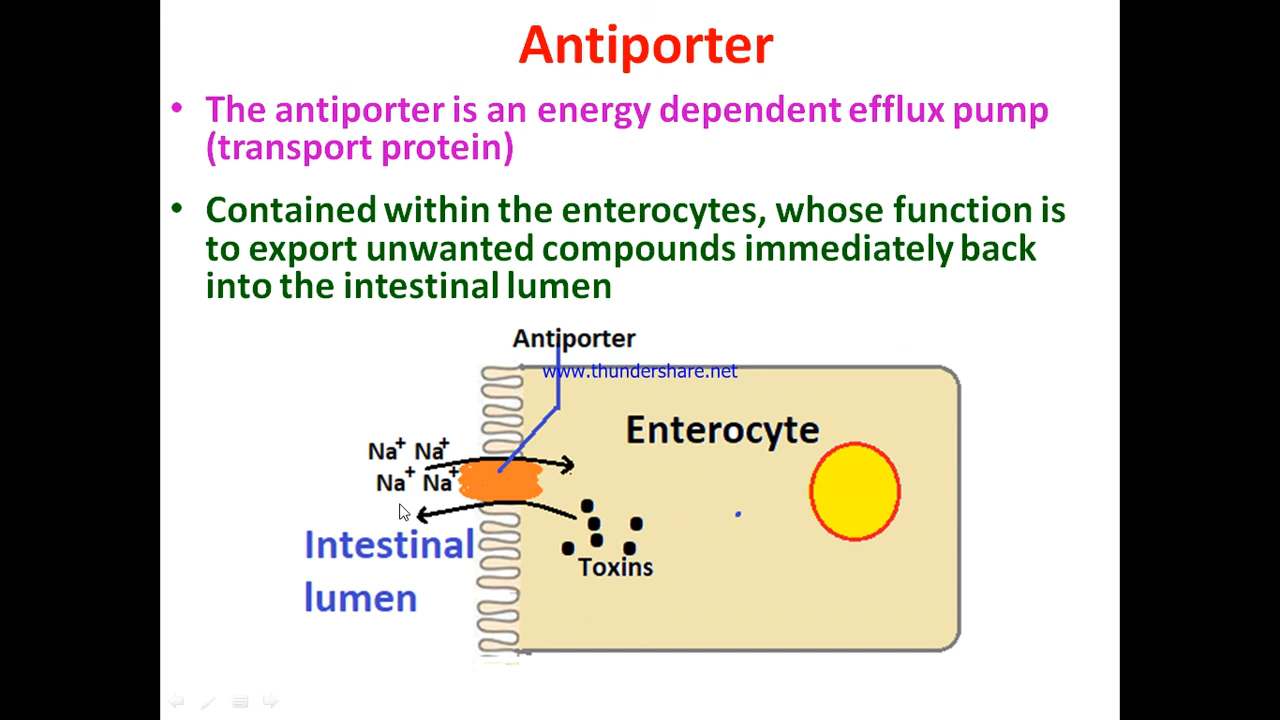 Antiporter
• The antiporter is an energy dependent efflux pump
(transport protein)
• Contained within the enterocytes, whose function is
to export unwanted compounds immediately back
into the intestinal lumen
Antiporter
www.thundershare.net
Enterocyte
Na+ Na+
Na+ Na+
Intestinal
lumen
Toxins